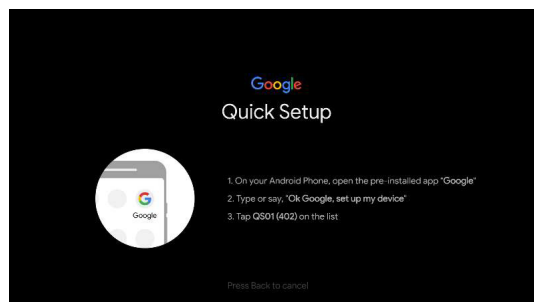 Google
Quick Setup
1. On your Android Phone, open the pre-installed app "Google"
2. Type or say, "Ok Google, set up my device"
3. Tap QS01 (402) on the list
G
Google
Press Back to cancel